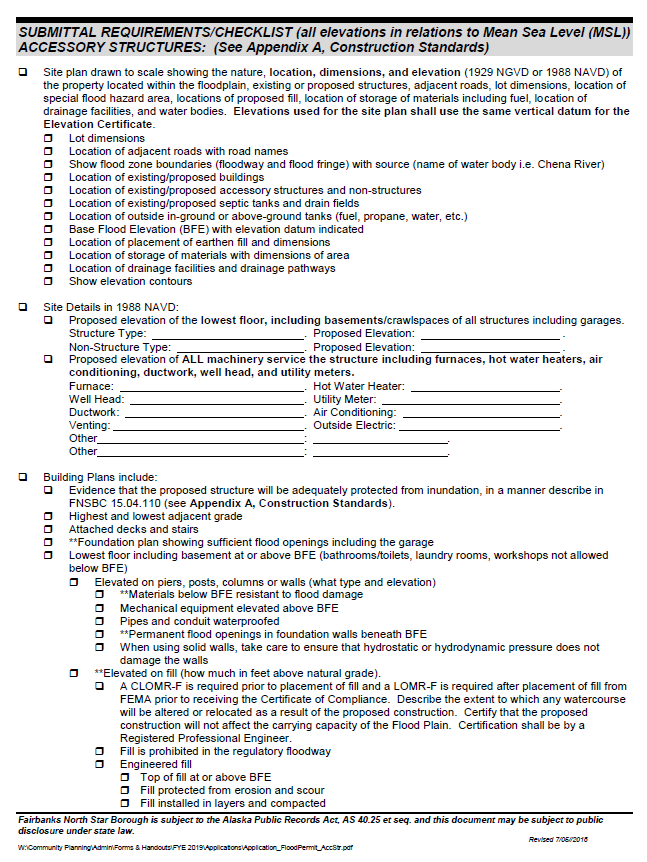 SUBMITTAL REQUIREMENTS/CHECKLIST (all elevations in relations to Mean Sea Level (MSL))
ACCESSORY STRUCTURES: (See Appendix A, Construction Standards)
❑ Site plan drawn to scale showing the nature, location, dimensions, and elevation (1929 NGVD or 1988 NAVD) of
the property located within the floodplain, existing or proposed structures, adjacent roads, lot dimensions, location of
special flood hazard area, locations of proposed fill, location of storage of materials including fuel, location of
drainage facilities, and water bodies. Elevations used for the site plan shall use the same vertical datum for the
Elevation Certificate.
❑ Lot dimensions
❑ Location of adjacent roads with road names
❑ Show flood zone boundaries (floodway and flood fringe) with source (name of water body i.e. Chena River)
❑ Location of existing/proposed buildings
❑ Location of existing/proposed accessory structures and non-structures
❑ Location of existing/proposed septic tanks and drain fields
❑ Location of outside in-ground or above-ground tanks (fuel, propane, water, etc.)
❑ Base Flood Elevation (BFE) with elevation datum indicated
❑ Location of placement of earthen fill and dimensions
❑ Location of storage of materials with dimensions of area
❑ Location of drainage facilities and drainage pathways
❑ Show elevation contours
❑ Site Details in 1988 NAVD:
❑ Proposed elevation of the lowest floor, including basements/crawlspaces of all structures including garages.
Structure Type: ________________________. Proposed Elevation: ______________________ .
Non-Structure Type: ____________________. Proposed Elevation: ______________________ .
❑ Proposed elevation of ALL machinery service the structure including furnaces, hot water heaters, air
conditioning, ductwork, well head, and utility meters.
Furnace: _____________________________. Hot Water Heater: ________________________.
Well Head: ___________________________. Utility Meter: ____________________________.
Ductwork: ____________________________. Air Conditioning: _________________________.
Venting: ______________________________. Outside Electric: __________________________.
Other_________________________________: ______________________.
Other_________________________________: ______________________.
❑ Building Plans include:
❑ Evidence that the proposed structure will be adequately protected from inundation, in a manner describe in
FNSBC 15.04.110 (see Appendix A, Construction Standards).
❑ Highest and lowest adjacent grade
❑ Attached decks and stairs
❑ **Foundation plan showing sufficient flood openings including the garage
❑ Lowest floor including basement at or above BFE (bathrooms/toilets, laundry rooms, workshops not allowed
below BFE)
❑ Elevated on piers, posts, columns or walls (what type and elevation)
❑ **Materials below BFE resistant to flood damage
❑ Mechanical equipment elevated above BFE
❑ Pipes and conduit waterproofed
❑ **Permanent flood openings in foundation walls beneath BFE
❑ When using solid walls, take care to ensure that hydrostatic or hydrodynamic pressure does not
damage the walls
❑ **Elevated on fill (how much in feet above natural grade).
❑ A CLOMR-F is required prior to placement of fill and a LOMR-F is required after placement of fill from
FEMA prior to receiving the Certificate of Compliance. Describe the extent to which any watercourse
will be altered or relocated as a result of the proposed construction. Certify that the proposed
construction will not affect the carrying capacity of the Flood Plain. Certification shall be by a
Registered Professional Engineer.
❑ Fill is prohibited in the regulatory floodway
❑ Engineered fill
❑ Top of fill at or above BFE
❑ Fill protected from erosion and scour
❑ Fill installed in layers and compacted
Fairbanks North Star Borough is subject to the Alaska Public Records Act, AS 40.25 et seq. and this document may be subject to public
disclosure under state law.
Revised 7/05//2016
W:\Community Planning\Admin\Forms & Handouts\FYE 2019\Applications\Application_FloodPermit_AccStr.pdf